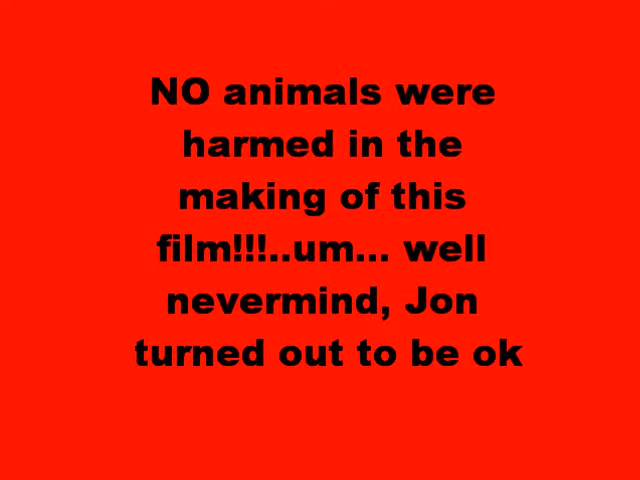 NO animals were
harmed in the
making of this
film!!!..um... well
nevermind, Jon
turned out to be ok